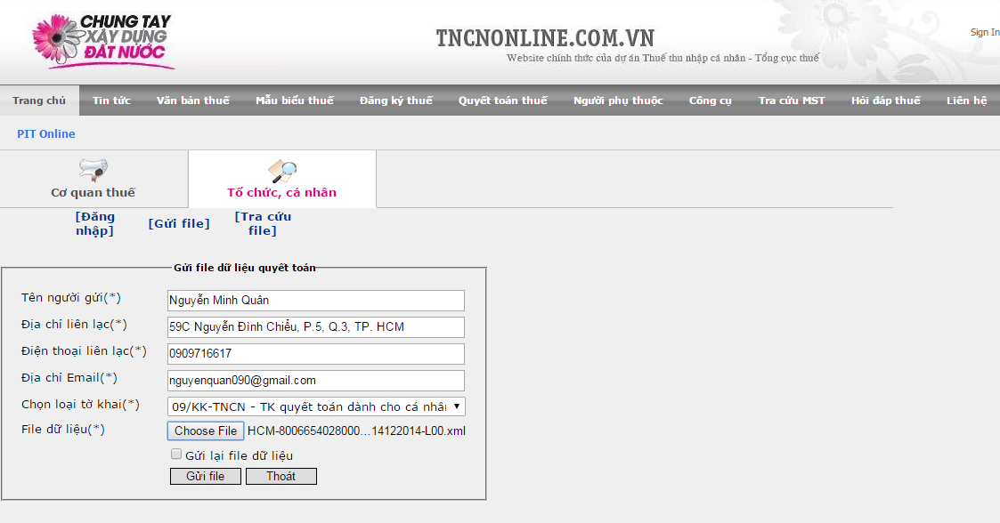 CHUNG TAY
XÂY DỰNG
ĐẤT NƯỚC
TNCNONLINE.COM.VN
Website chính thức của dự án Thuế thu nhập cá nhân - Tổng cục thuế
Sign In
Trang chủ Tin tức Văn bản thuế Mẫu biểu thuế Đăng ký thuế Quyết toán thuế Người phụ thuộc Công cụ Tra cứu MST Hỏi đáp thuế Liên hệ
PIT Online
Cơ quan thuế Tổ chức, cá nhân
[Đăng nhập] [Gửi file] [Tra cứu file]
Gửi file dữ liệu quyết toán
Tên người gửi(*) Nguyễn Minh Quân
Địa chỉ liên lạc(*) 59C Nguyễn Đình Chiểu, P.5, Q.3, TP. HCM
Điện thoại liên lạc(*) 0909716617
Địa chỉ Email(*) nguyenquan090@gmail.com
Chọn loại tờ khai(*) 09/KK-TNCN - TK quyết toán dành cho cá nhân
File dữ liệu(*) Choose File HCM-8006654028000...14122014-L00.xml
Gửi lại file dữ liệu
Gửi file Thoát